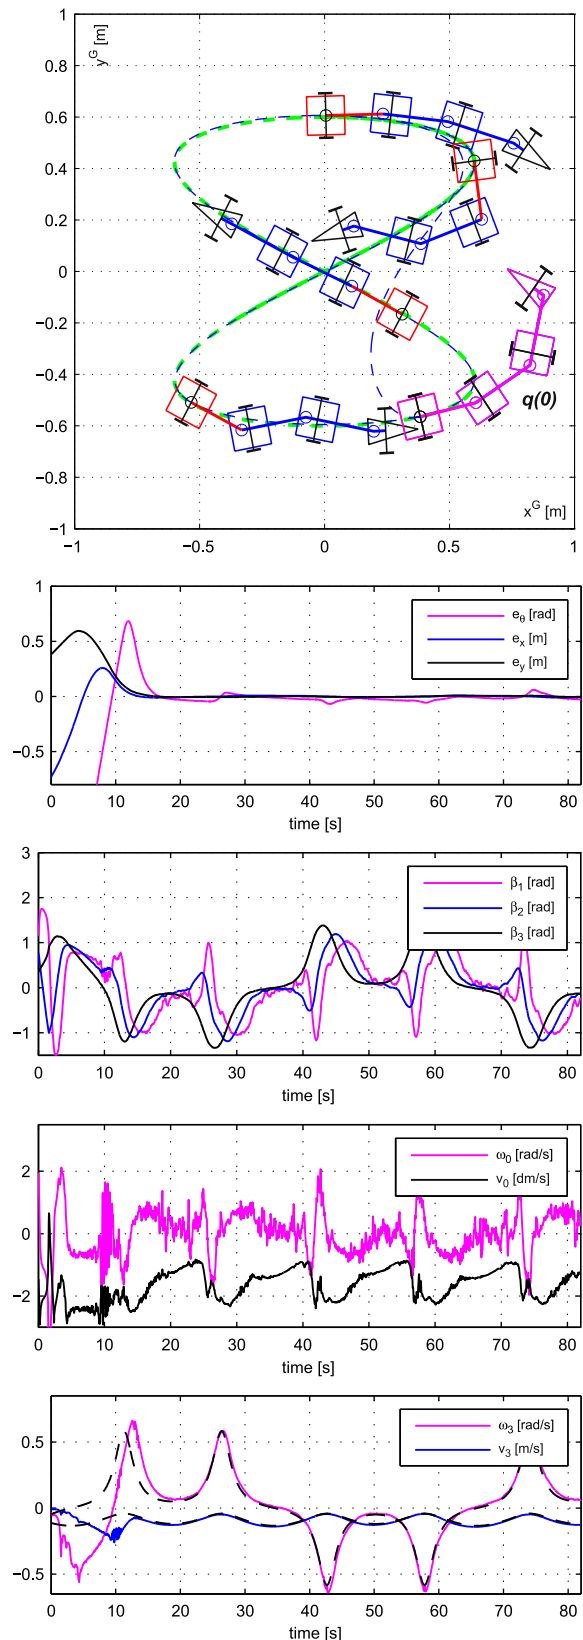 y^G [m]
1
0.8
0.6
0.4
0.2
0
−0.2
−0.4
−0.6
−0.8
−1
q(0)
x^G [m]
−1 −0.5 0 0.5 1
1
0.5
0
−0.5
e_θ [rad]
e_x [m]
e_y [m]
0 10 20 30 40 50 60 70 80
time [s]
3
2
1
0
−1
β_1 [rad]
β_2 [rad]
β_3 [rad]
0 10 20 30 40 50 60 70 80
time [s]
2
0
−2
ω_0 [rad/s]
v_0 [dm/s]
0 10 20 30 40 50 60 70 80
time [s]
0.5
0
−0.5
ω_3 [rad/s]
v_3 [m/s]
0 10 20 30 40 50 60 70 80
time [s]